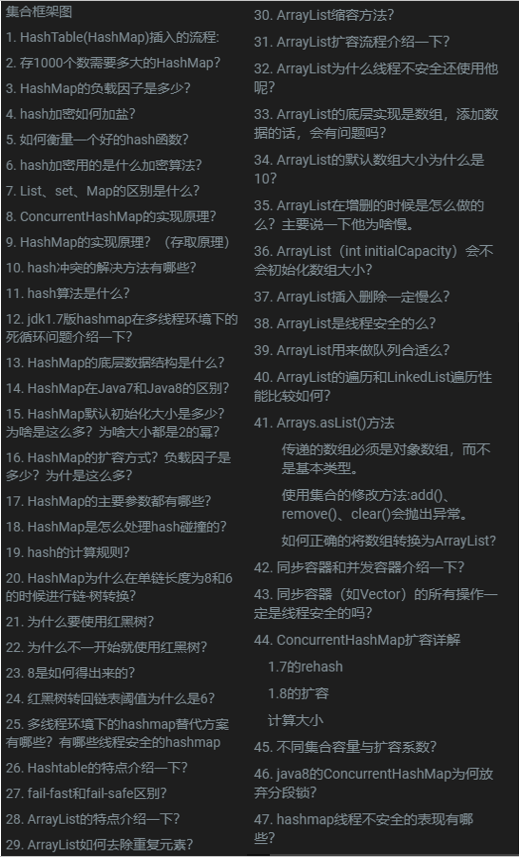 集合框架图
1. HashTable(HashMap)插入的流程:
2. 存1000个数需要多大的HashMap?
3. HashMap的负载因子是多少?
4. hash加密如何加盐?
5. 如何衡量一个好的hash函数?
6. hash加密用的是什么加密算法?
7. List、set、Map的区别是什么?
8. ConcurrentHashMap的实现原理?
9. HashMap的实现原理? (存取原理)
10. hash冲突的解决方法有哪些?
11. hash算法是什么?
12. jdk1.7版hashmap在多线程环境下的
死循环问题介绍一下?
13. HashMap的底层数据结构是什么?
14. HashMap在Java7和Java8的区别?
15. HashMap默认初始化大小是多少?
为啥是这么多? 为啥大小都是2的幂?
16. HashMap的扩容方式? 负载因子是
多少? 为什是这么多?
17. HashMap的主要参数都有哪些?
18. HashMap是怎么处理hash碰撞的?
19. hash的计算规则?
20. HashMap为什么在单链长度为8和6
的时候进行链-树转换?
21. 为什么要使用红黑树?
22. 为什么不一开始就使用红黑树?
23. 8是如何得出来的?
24. 红黑树转回链表阈值为什么是6?
25. 多线程环境下的hashmap替代方案
有哪些? 有哪些线程安全的hashmap
26. Hashtable的特点介绍一下?
27. fail-fast和fail-safe区别?
28. ArrayList的特点介绍一下?
29. ArrayList如何去除重复元素?
30. ArrayList缩容方法?
31. ArrayList扩容流程介绍一下?
32. ArrayList为什么线程不安全还使用他
呢?
33. ArrayList的底层实现是数组，添加数
据的话，会有问题吗?
34. ArrayList的默认数组大小为什么是
10?
35. ArrayList在增删的时候是怎么做的
么? 主要说一下他为啥慢。
36. ArrayList（int initialCapacity）会不
会初始化数组大小?
37. ArrayList插入删除一定慢么?
38. ArrayList是线程安全的么?
39. ArrayList用来做队列合适么?
40. ArrayList的遍历和LinkedList遍历性
能比较如何?
41. Arrays.asList()方法
传递的数组必须是对象数组，而不
是基本类型。
使用集合的修改方法:add()、
remove()、clear()会抛出异常。
如何正确的将数组转换为ArrayList?
42. 同步容器和并发容器介绍一下?
43. 同步容器（如Vector）的所有操作一
定是线程安全的吗?
44. ConcurrentHashMap扩容详解
1.7的rehash
1.8的扩容
计算大小
45. 不同集合容量与扩容系数?
46. java8的ConcurrentHashMap为何放
弃分段锁?
47. hashmap线程不安全的表现有哪
些?